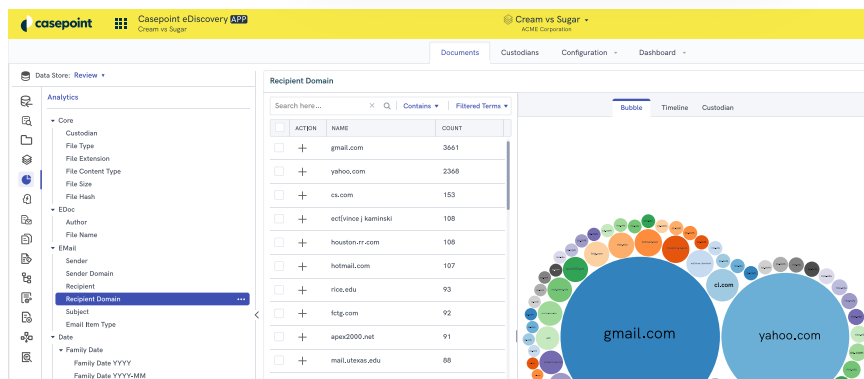 casepoint
Casepoint eDiscovery APP
Cream vs Sugar
Cream vs Sugar
ACME Corporation
Documents Custodians Configuration Dashboard
Data Store: Review
Analytics
Core
Custodian
File Type
File Extension
File Content Type
File Size
File Hash
EDoc
Author
File Name
EMail
Sender
Sender Domain
Recipient
Recipient Domain
Subject
Email Item Type
Date
Family Date
Family Date YYYY
Family Date YYYY-MM
Recipient Domain
Search here... Contains Filtered Terms
ACTION NAME COUNT
gmail.com 3661
yahoo.com 2368
cs.com 153
ect[vince j kaminski 108
houston-rr.com 108
hotmail.com 107
rice.edu 93
fctg.com 92
apex2000.net 91
mail.utexas.edu 88
Bubble Timeline Custodian
cl.com
gmail.com
yahoo.com